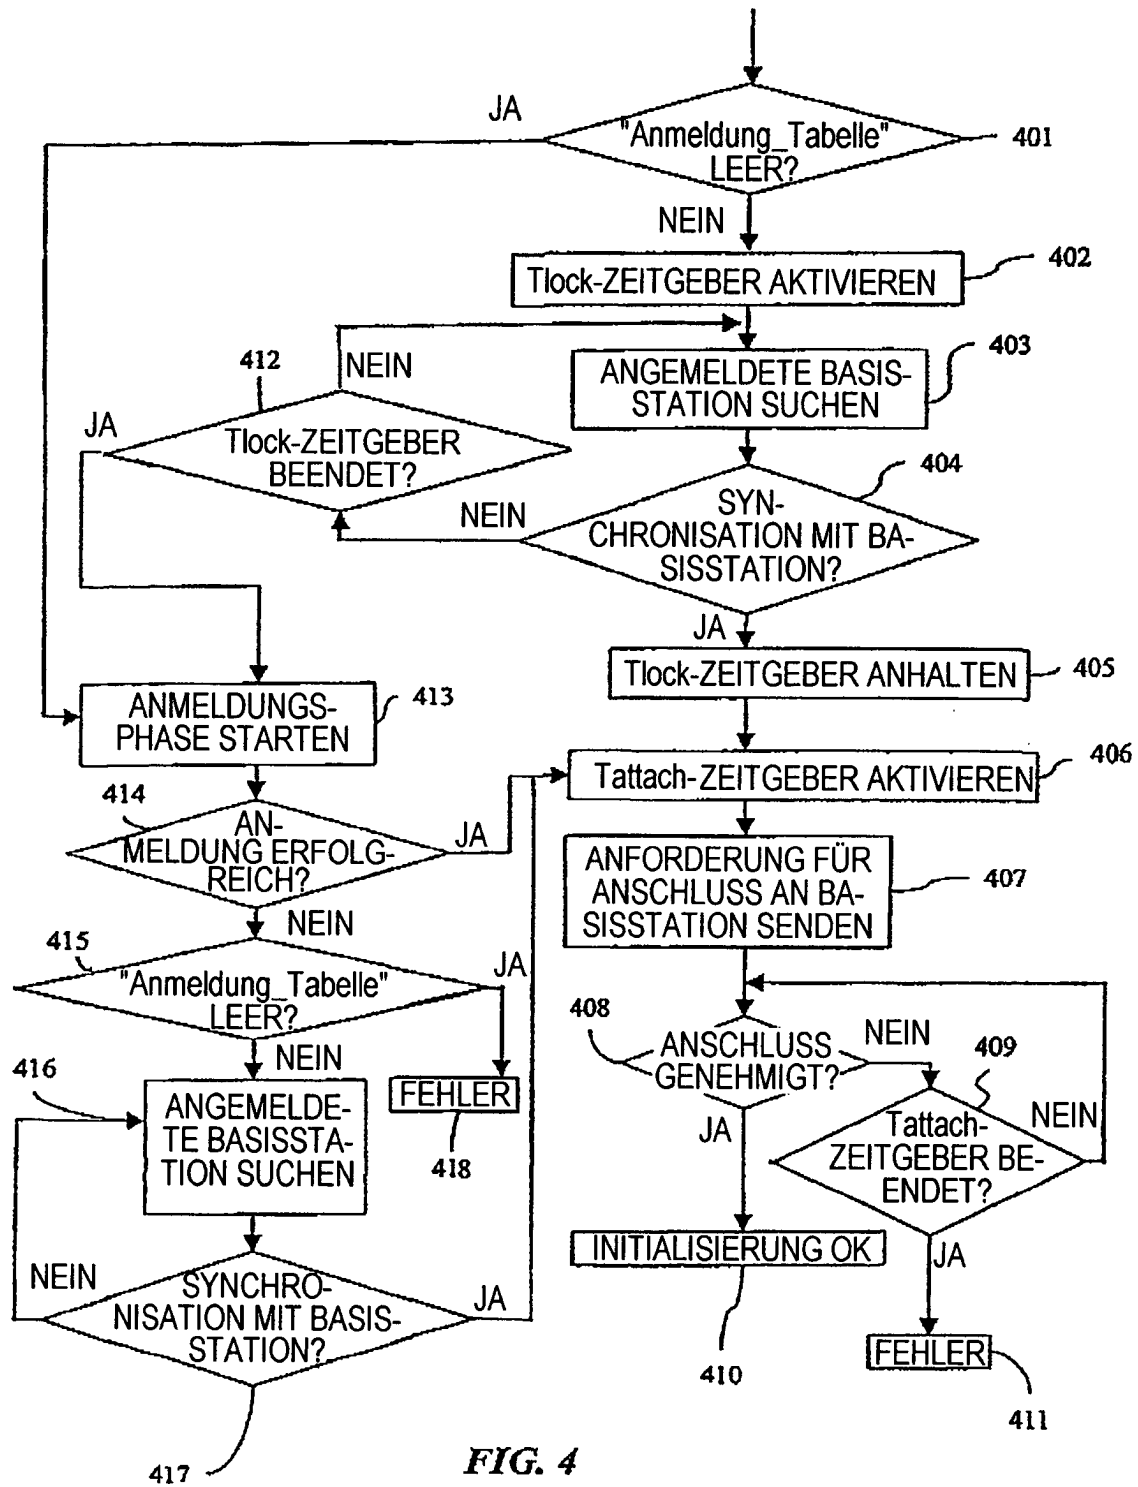 JA
"Anmeldung_Tabelle"
LEER?
401
NEIN
402
Tlock-ZEITGEBER AKTIVIEREN
403
ANGEMELDETE BASIS-
STATION SUCHEN
412
NEIN
JA
Tlock-ZEITGEBER
BEENDET?
404
NEIN
SYN-
CHRONISATION MIT BA-
SISSTATION?
JA
405
Tlock-ZEITGEBER ANHALTEN
413
ANMELDUNGS-
PHASE STARTEN
406
Tattach-ZEITGEBER AKTIVIEREN
414
AN-
MELDUNG ERFOLG-
REICH?
JA
ANFORDERUNG FÜR
ANSCHLUSS AN BA-
SISSTATION SENDEN
407
NEIN
415
JA
"Anmeldung_Tabelle"
LEER?
408
ANSCHLUSS
GENEHMIGT?
NEIN
409
NEIN
416
FEHLER
418
ANGEMELDE-
TE BASISSTA-
TION SUCHEN
JA
Tattach-
ZEITGEBER BE-
ENDET?
NEIN
INITIALISIERUNG OK
JA
NEIN
SYNCHRO-
NISATION MIT BASIS-
STATION?
JA
410
FEHLER
411
417
FIG. 4